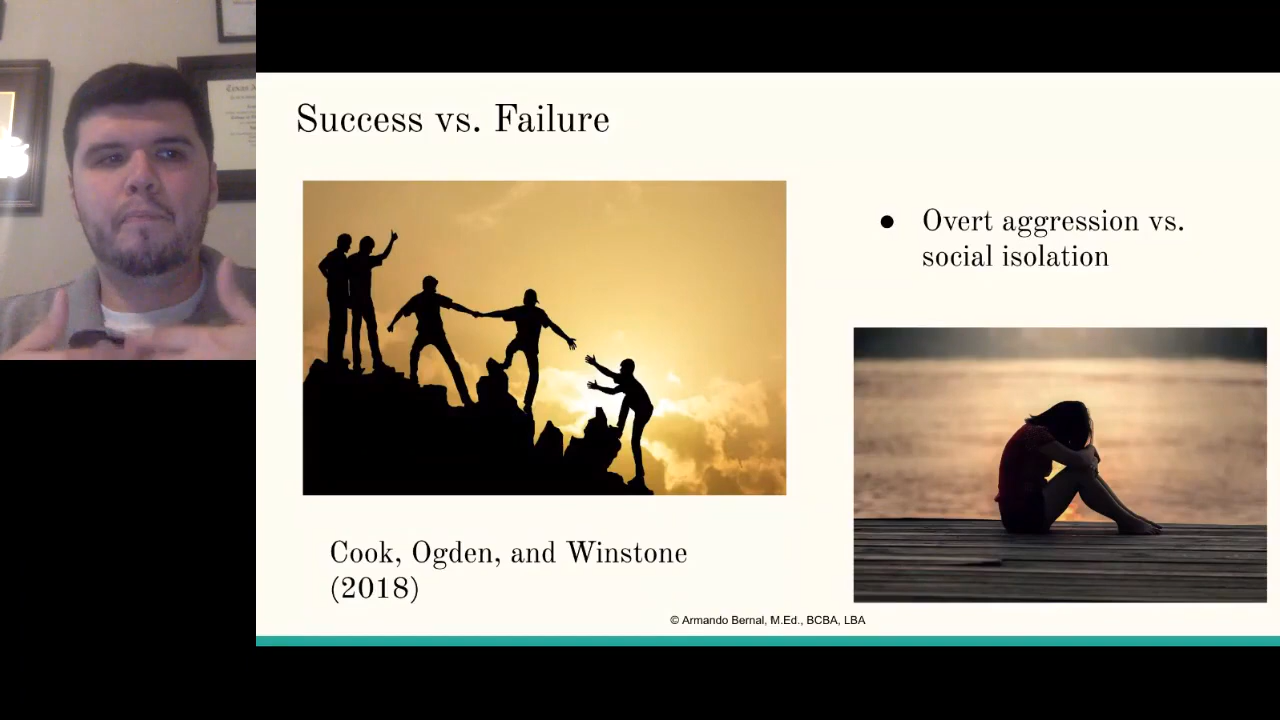 Success vs. Failure
● Overt aggression vs.
social isolation
Cook, Ogden, and Winstone
(2018)
© Armando Bernal, M.Ed., BCBA, LBA